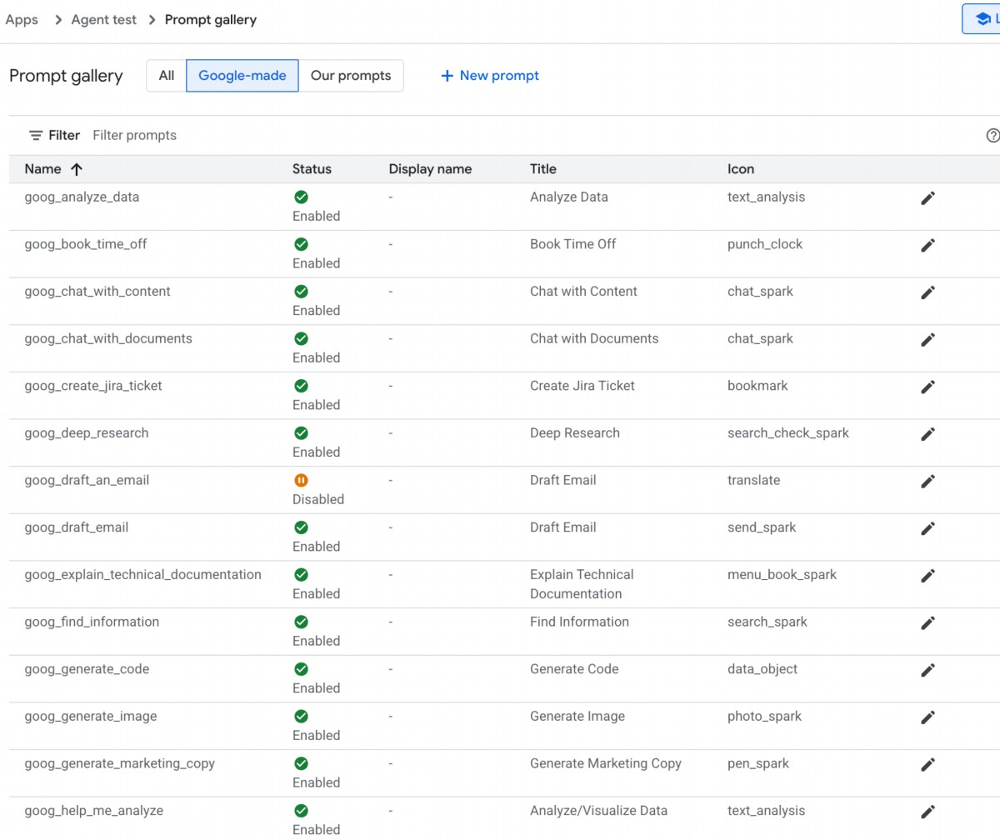 Apps > Agent test > Prompt gallery
L
Prompt gallery All Google-made Our prompts + New prompt
Filter Filter prompts
Name Status Display name Title Icon
goog_analyze_data Enabled - Analyze Data text_analysis
goog_book_time_off Enabled - Book Time Off punch_clock
goog_chat_with_content Enabled - Chat with Content chat_spark
goog_chat_with_documents Enabled - Chat with Documents chat_spark
goog_create_jira_ticket Enabled - Create Jira Ticket bookmark
goog_deep_research Enabled - Deep Research search_check_spark
goog_draft_an_email Disabled - Draft Email translate
goog_draft_email Enabled - Draft Email send_spark
goog_explain_technical_documentation Enabled - Explain Technical Documentation menu_book_spark
goog_find_information Enabled - Find Information search_spark
goog_generate_code Enabled - Generate Code data_object
goog_generate_image Enabled - Generate Image photo_spark
goog_generate_marketing_copy Enabled - Generate Marketing Copy pen_spark
goog_help_me_analyze Enabled - Analyze/Visualize Data text_analysis